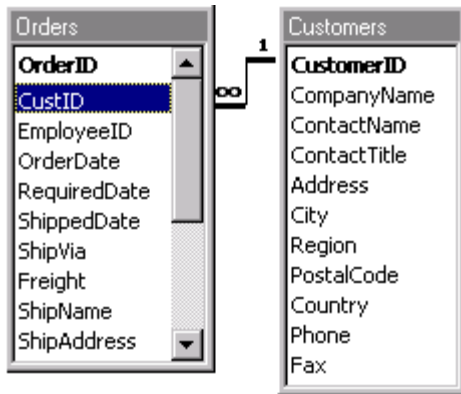 Orders
OrderID
CustID
EmployeeID
OrderDate
RequiredDate
ShippedDate
ShipVia
Freight
ShipName
ShipAddress
∞
1
Customers
CustomerID
CompanyName
ContactName
ContactTitle
Address
City
Region
PostalCode
Country
Phone
Fax